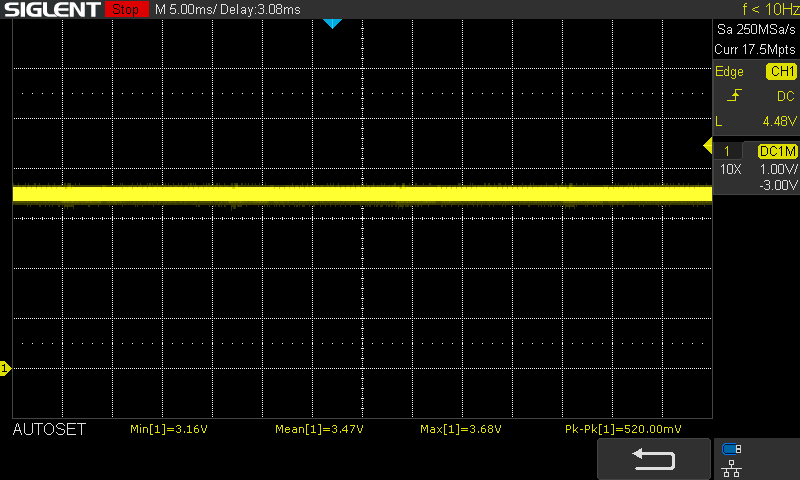 SIGLENT Stop M 5.00ms/ Delay:3.08ms f < 10Hz
Sa 250MSa/s
Curr 17.5Mpts
Edge CH1
DC
L 4.48V
1 DC1M
10X 1.00V/
-3.00V
1
AUTOSET Min[1]=3.16V Mean[1]=3.47V Max[1]=3.68V Pk-Pk[1]=520.00mV